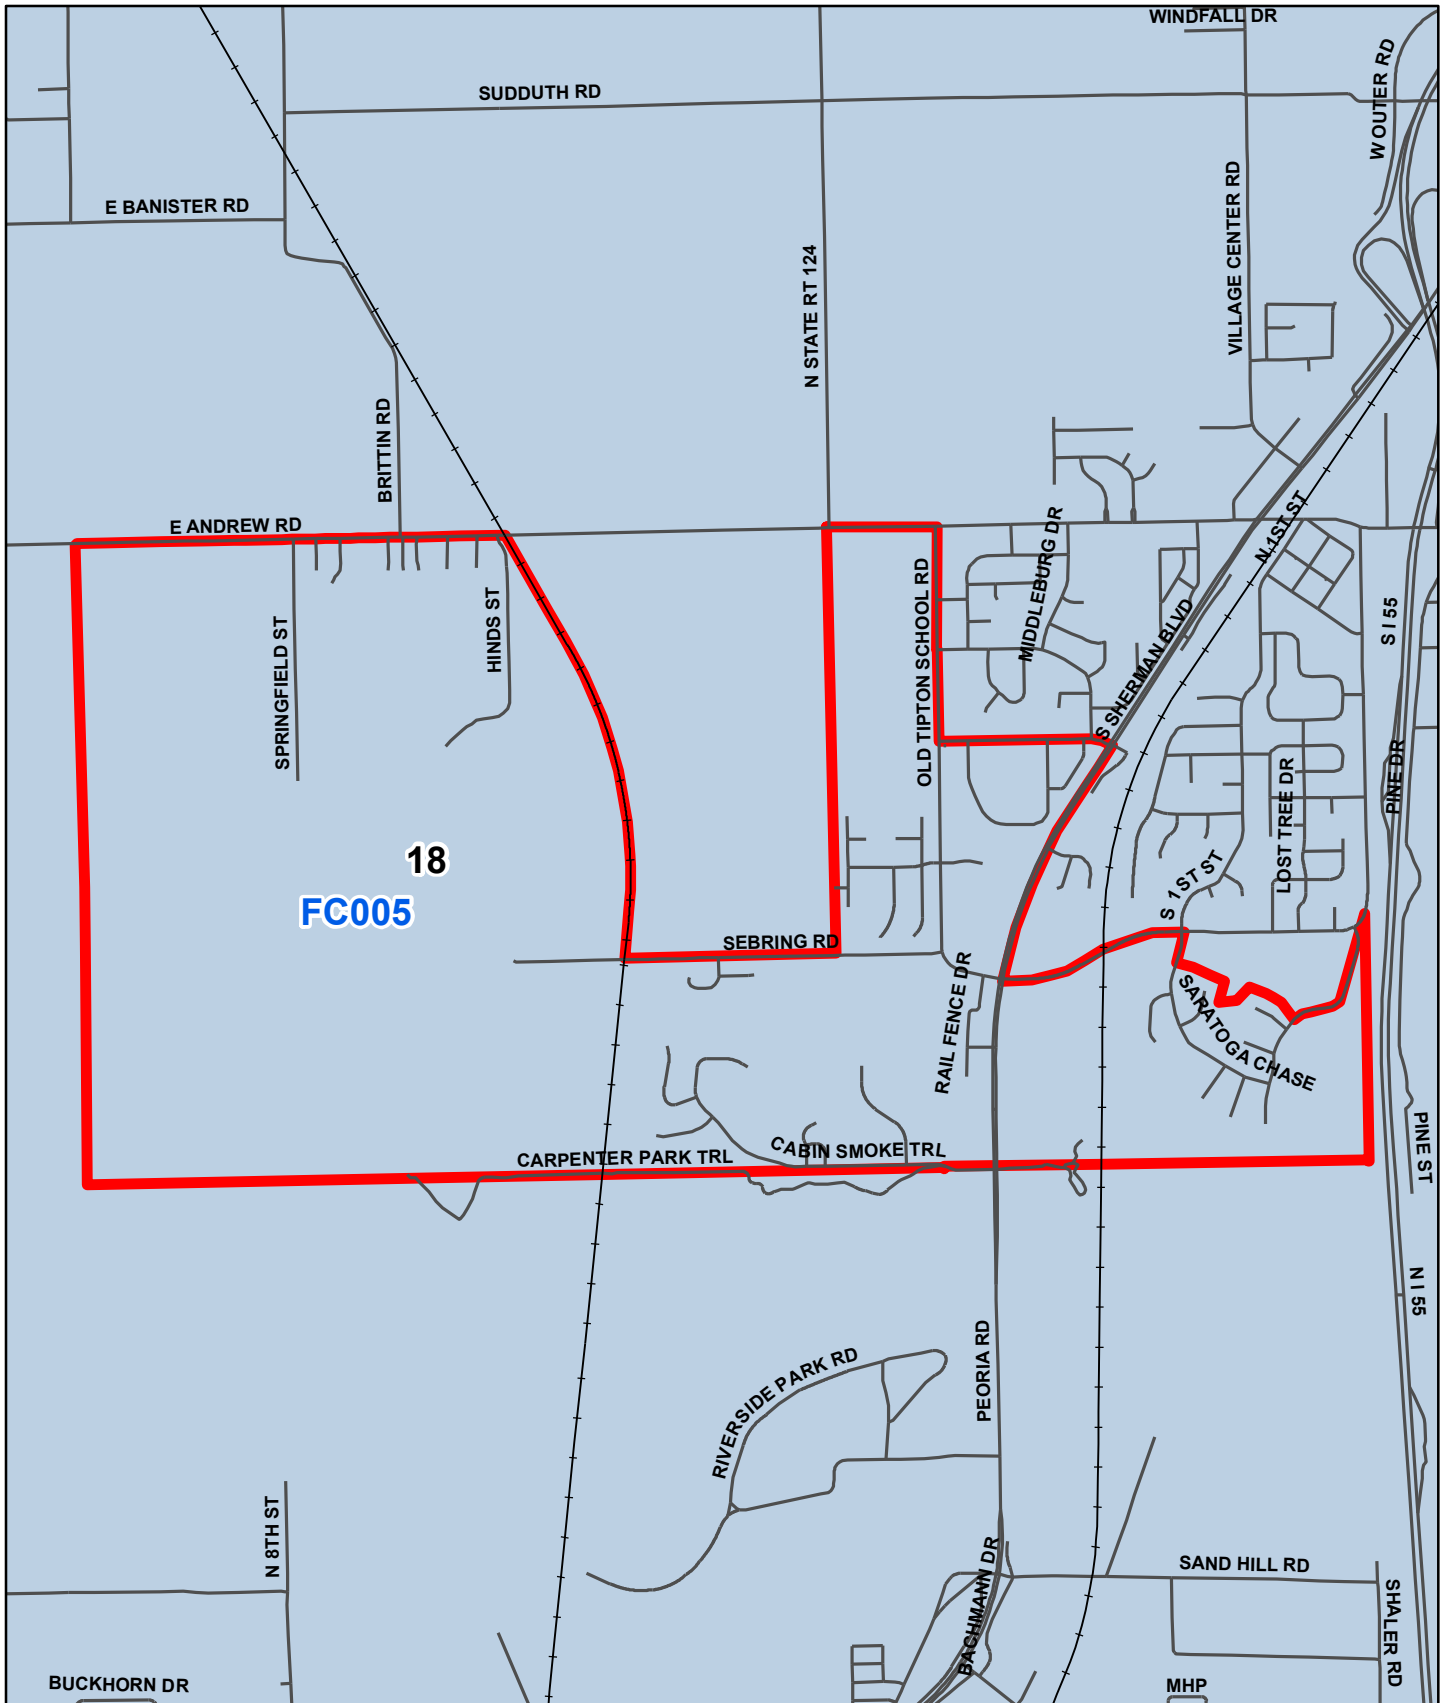 WINDFALL DR
W OUTER RD
SUDDUTH RD
E BANISTER RD
VILLAGE CENTER RD
N STATE RT 124
BRITTIN RD
E ANDREW RD
N 1ST ST
MIDDLEBURG DR
OLD TIPTON SCHOOL RD
HINDS ST
SPRINGFIELD ST
S SHERMAN BLVD
S I 55
PINE DR
LOST TREE DR
18
FC005
S 1ST ST
SEBRING RD
RAIL FENCE DR
SARATOGA CHASE
CARPENTER PARK TRL
CABIN SMOKE TRL
PINE ST
N I 55
PEORIA RD
RIVERSIDE PARK RD
N 8TH ST
BACHMANN DR
SAND HILL RD
SHALER RD
BUCKHORN DR
MHP